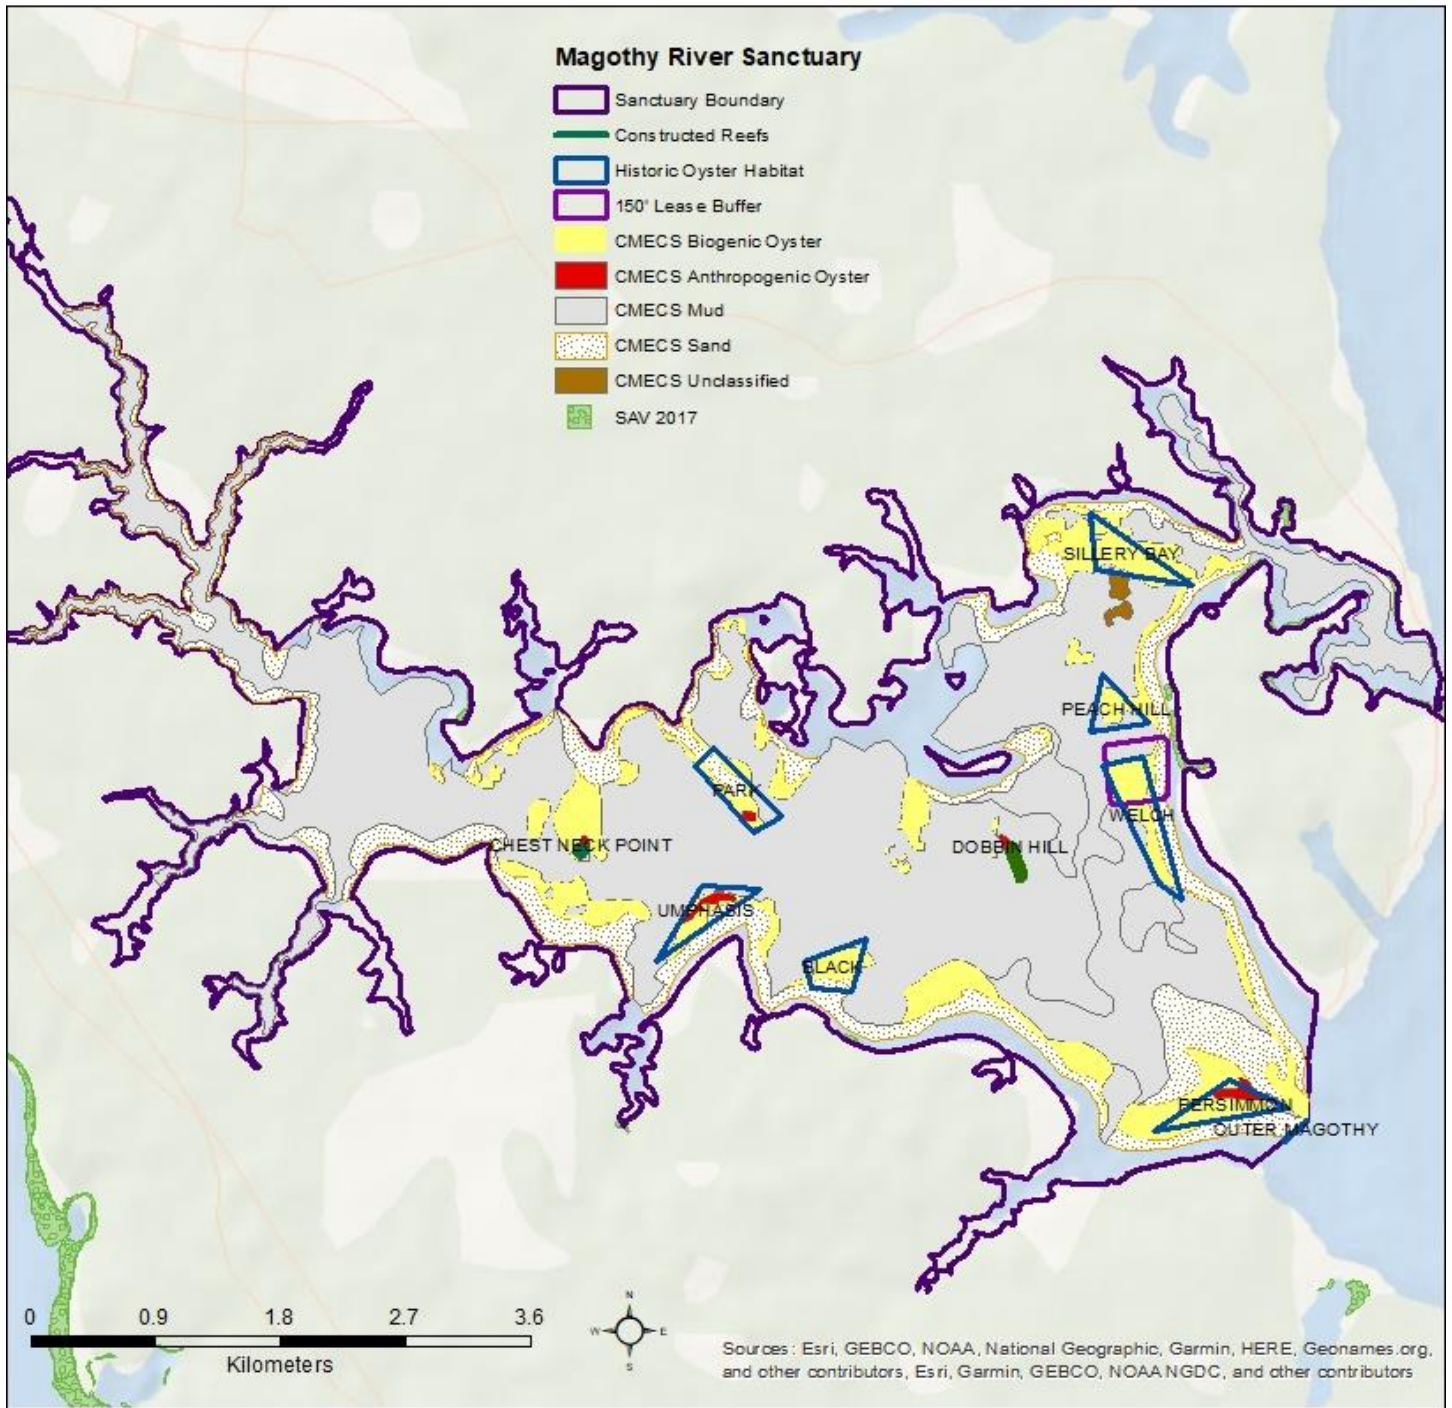 Magothy River Sanctuary
Sanctuary Boundary
Constructed Reefs
Historic Oyster Habitat
150' Lease Buffer
CMECS Biogenic Oyster
CMECS Anthropogenic Oyster
CMECS Mud
CMECS Sand
CMECS Unclassified
SAV 2017
SILLERY BAY
PEACH HILL
PARK
WELCH
CHEST NECK POINT
DOBBIN HILL
UMPHASIS
BLACK
PERSIMMON
OUTER MAGOTHY
0 0.9 1.8 2.7 3.6
Kilometers
N
W E
S
Sources: Esri, GEBCO, NOAA, National Geographic, Garmin, HERE, Geonames.org,
and other contributors, Esri, Garmin, GEBCO, NOAA NGDC, and other contributors